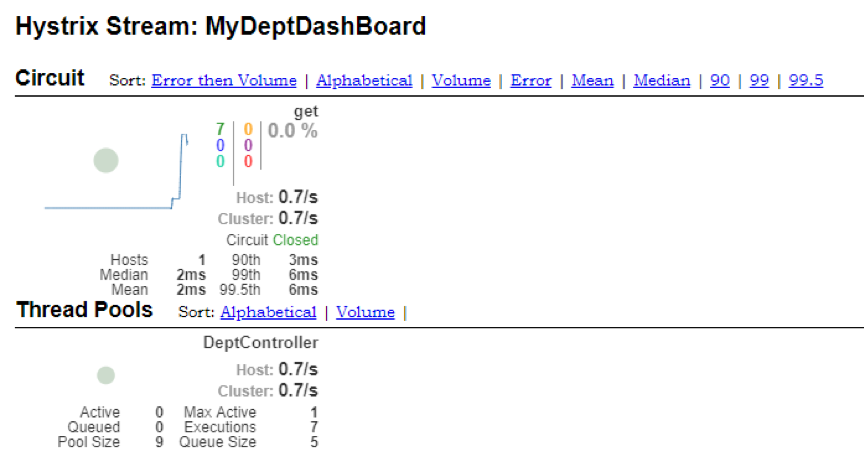 Hystrix Stream: MyDeptDashBoard
Circuit Sort: Error then Volume | Alphabetical | Volume | Error | Mean | Median | 90 | 99 | 99.5
get
7 0 0.0 %
0 0
0 0
Host: 0.7/s
Cluster: 0.7/s
Circuit Closed
Hosts 1 90th 3ms
Median 2ms 99th 6ms
Mean 2ms 99.5th 6ms
Thread Pools Sort: Alphabetical | Volume |
DeptController
Host: 0.7/s
Cluster: 0.7/s
Active 0 Max Active 1
Queued 0 Executions 7
Pool Size 9 Queue Size 5